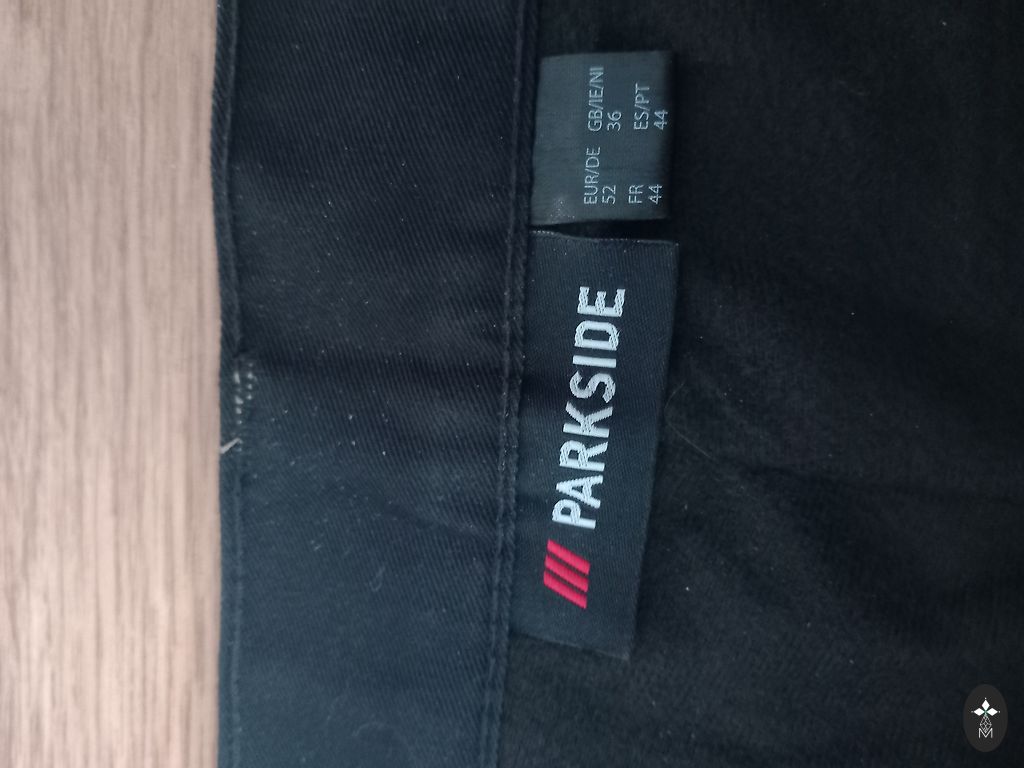 PARKSIDE
EUR/DE GB/IE/NI
52 36
FR ES/PT
44 44
M